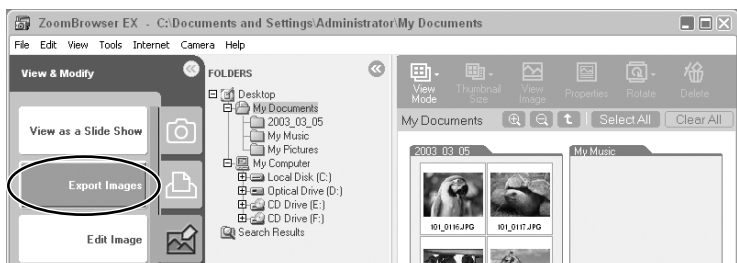 ZoomBrowser EX - C:\Documents and Settings\Administrator\My Documents
File Edit View Tools Internet Camera Help
View & Modify
View as a Slide Show
Export Images
Edit Image
FOLDERS
Desktop
My Documents
2003_03_05
My Music
My Pictures
My Computer
Local Disk (C:)
Optical Drive (D:)
CD Drive (E:)
CD Drive (F:)
Search Results
View Mode
Thumbnail Size
View Image
Properties
Rotate
Delete
My Documents
Select All
Clear All
2003_03_05
101_0116.JPG
101_0117.JPG
My Music